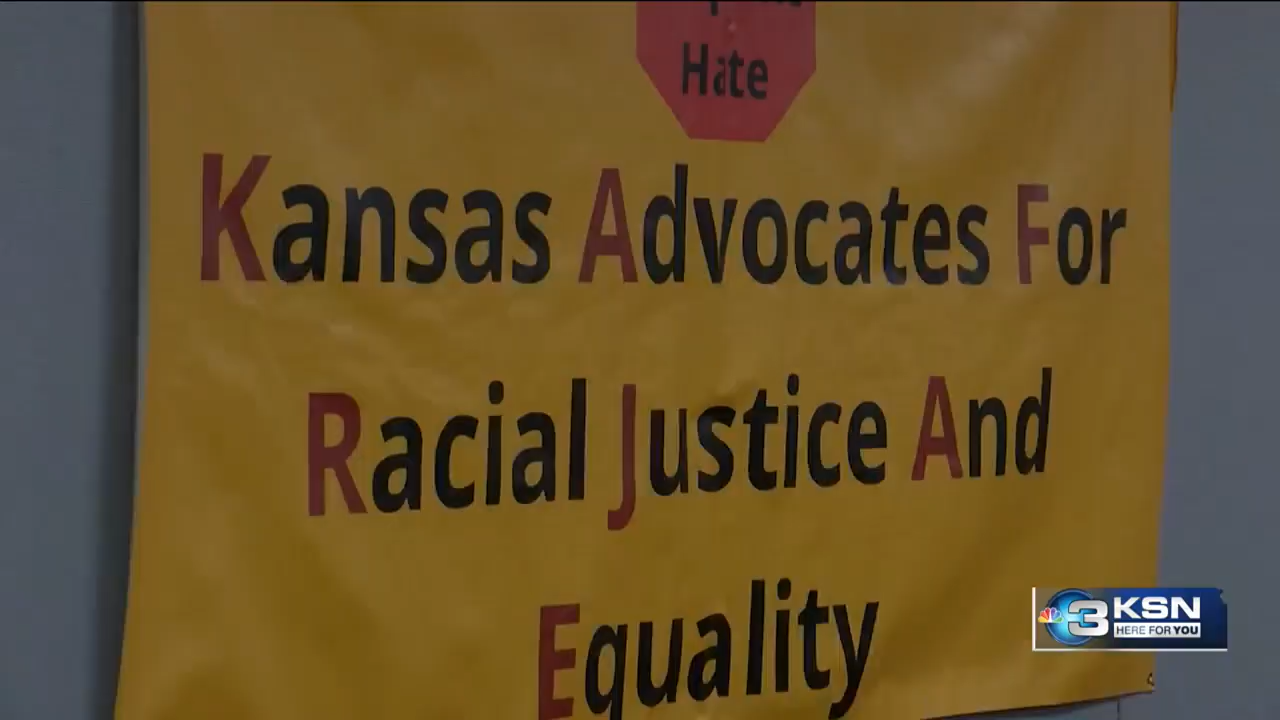 Hate
Kansas Advocates For
Racial Justice And
Equality
3 KSN
HERE FOR YOU